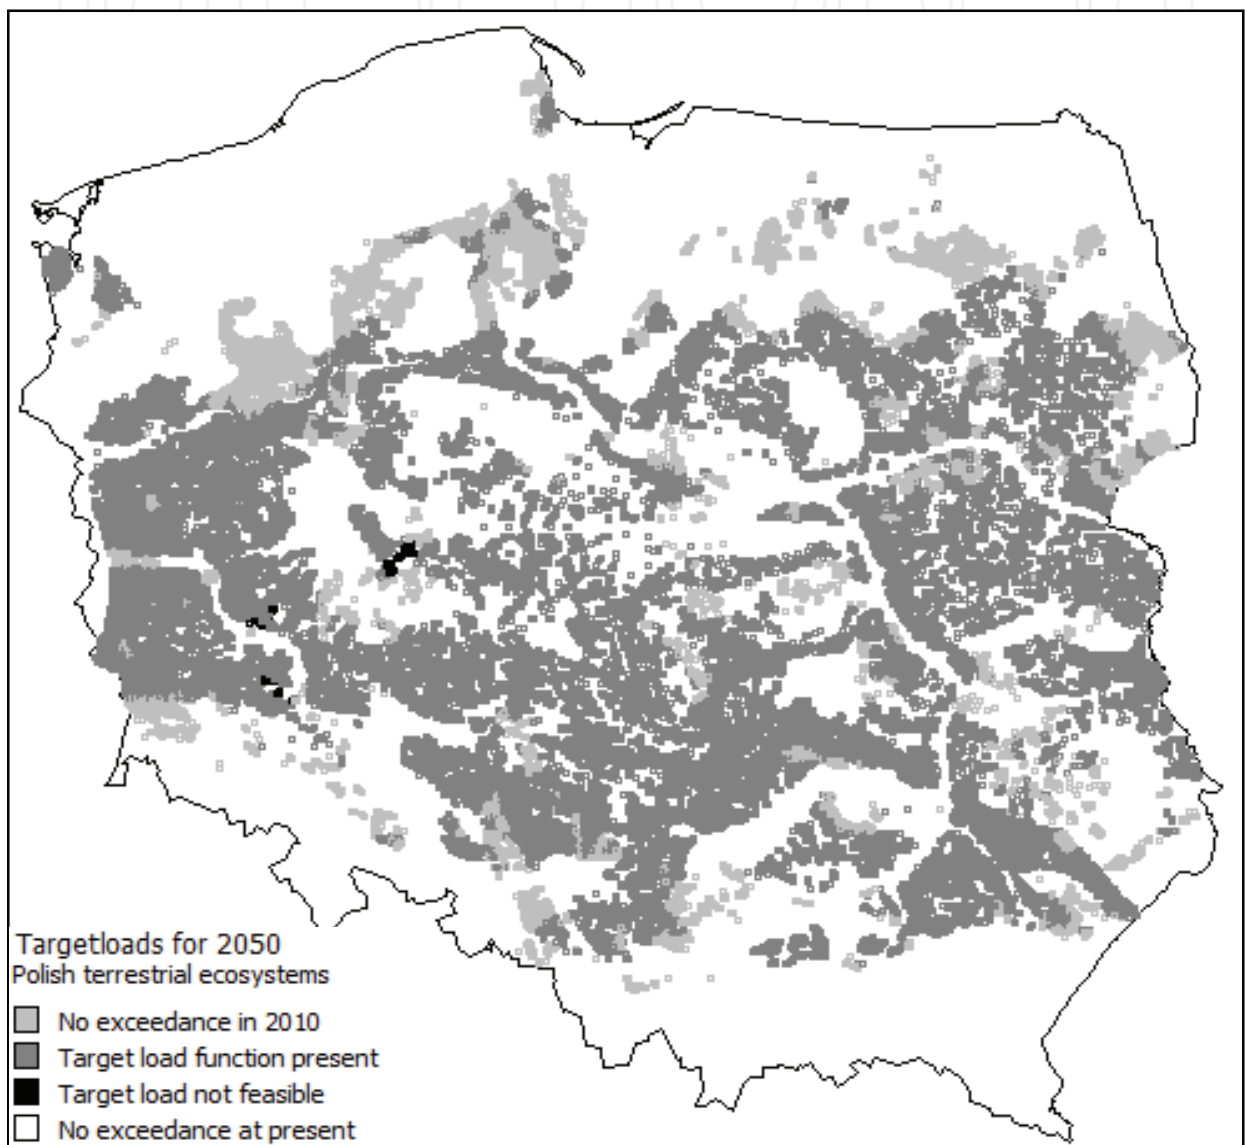 Targetloads for 2050
Polish terrestrial ecosystems
No exceedance in 2010
Target load function present
Target load not feasible
No exceedance at present